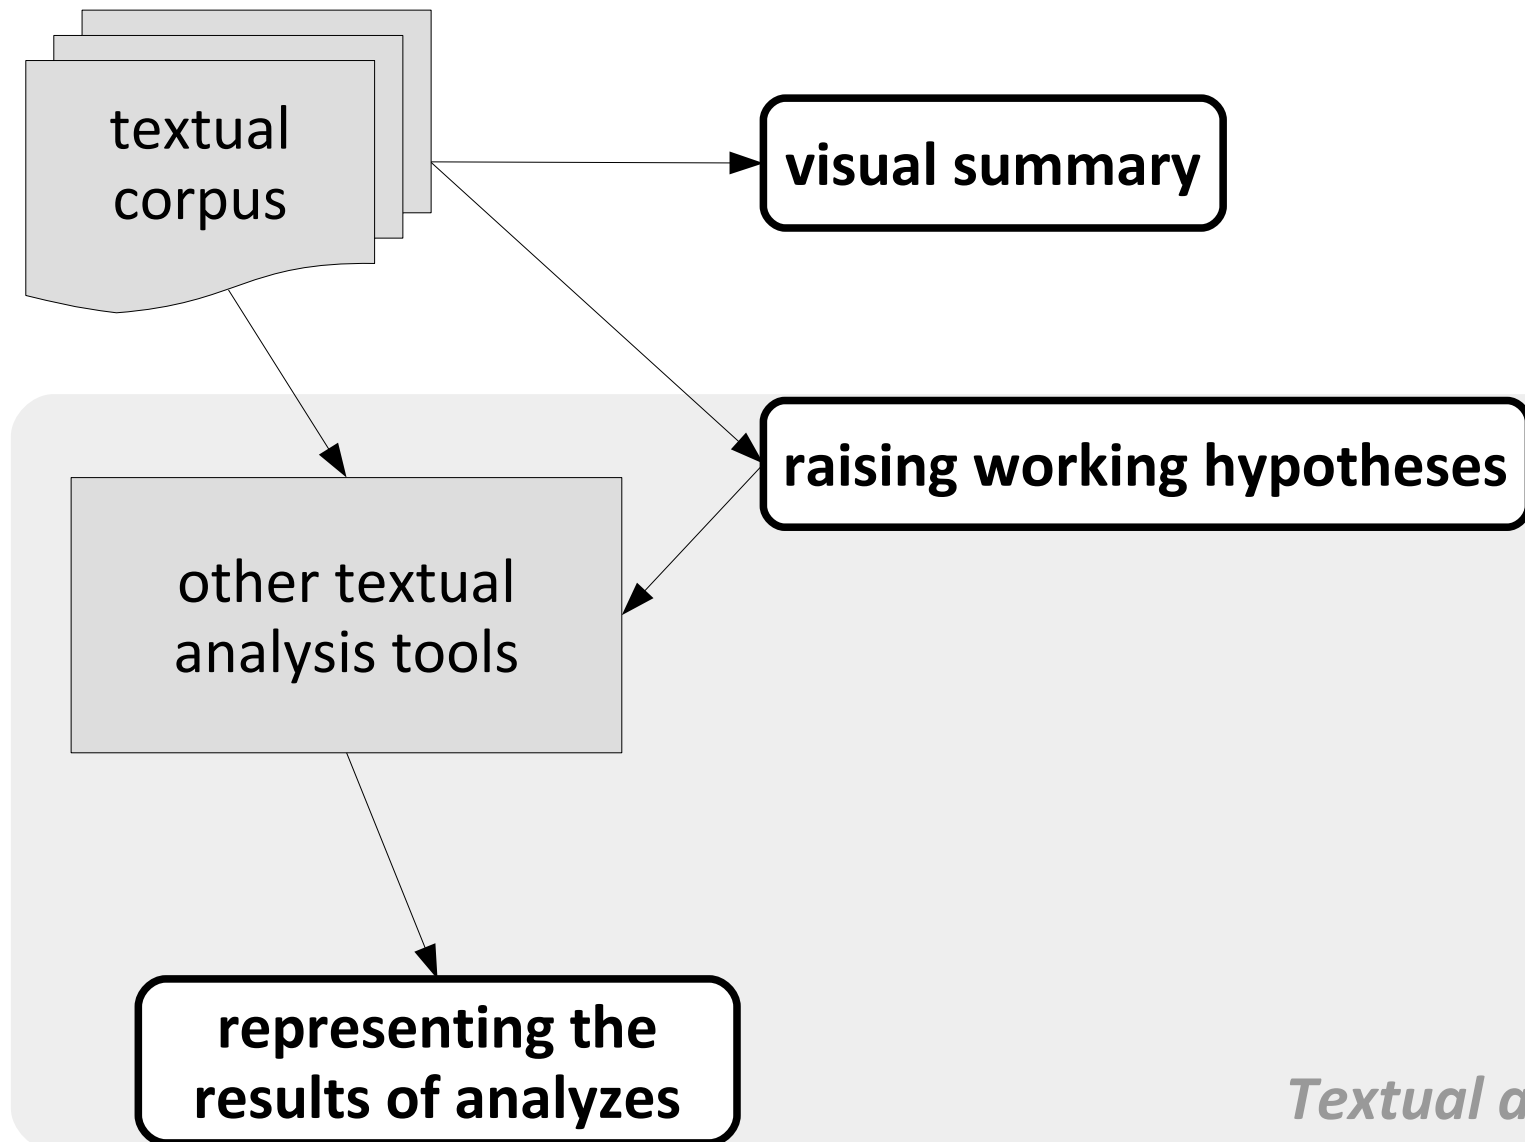 textual
corpus
visual summary
raising working hypotheses
other textual
analysis tools
representing the
results of analyzes
Textual